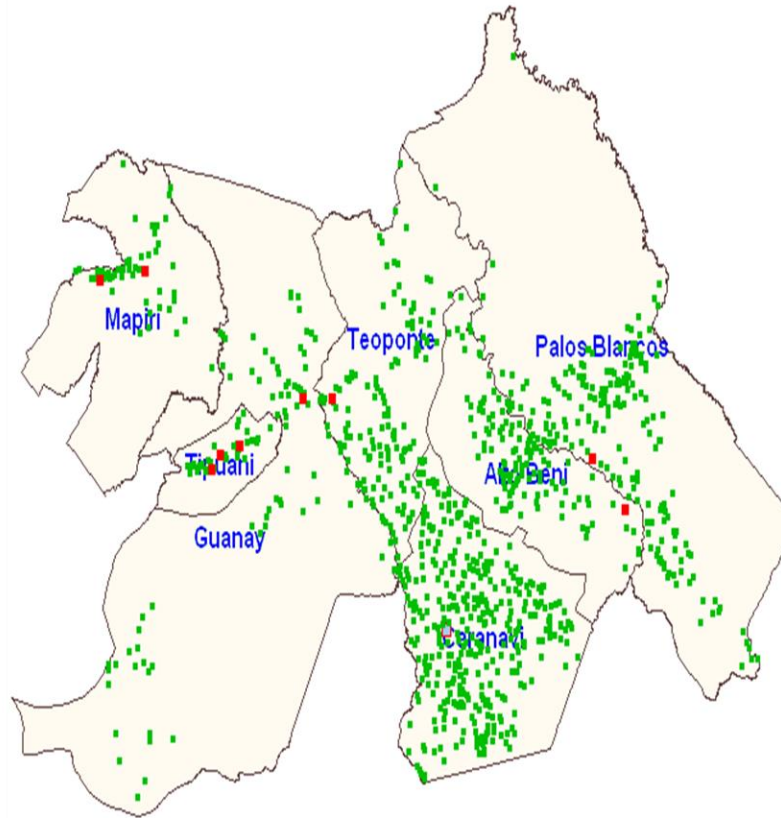 Mapiri
Teoponte
Palos Blancos
Tipuani
Alto Beni
Guanay
Caranavi